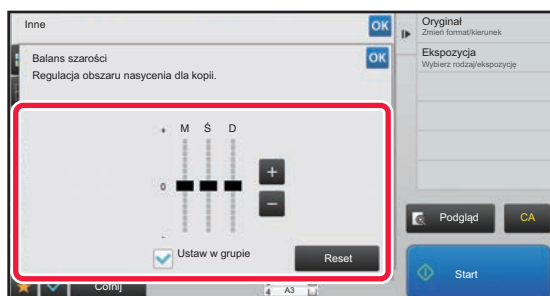 Inne
OK
Balans szarości
OK
Regulacja obszaru nasycenia dla kopii.
+ M Ś D
0
+
-
-
Ustaw w grupie
Reset
Cofnij
A3
Oryginał
Zmień format/kierunek
Ekspozycja
Wybierz rodzaj/ekspozycję
Podgląd
CA
Start